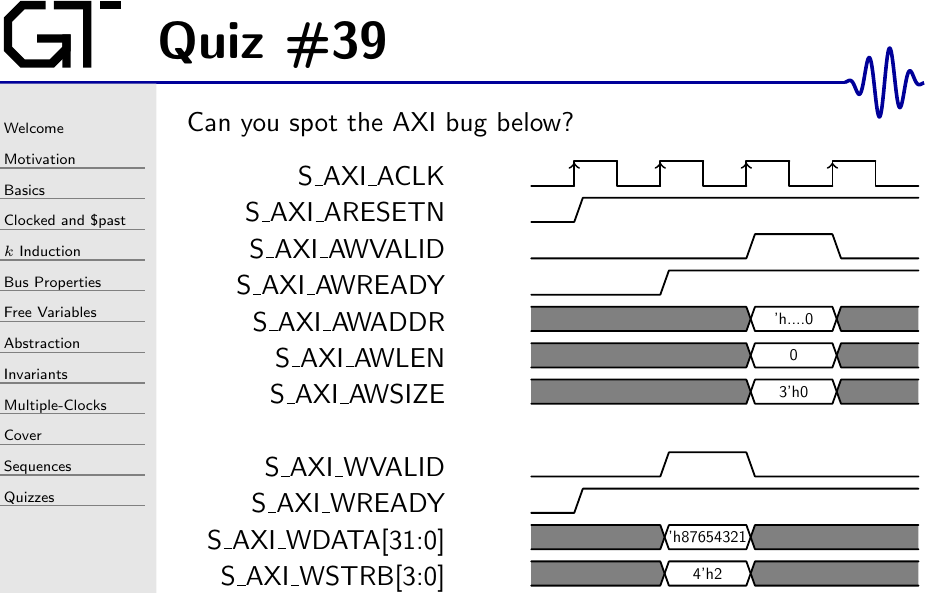 GT
Quiz #39
Welcome
Motivation
Basics
Clocked and $past
k Induction
Bus Properties
Free Variables
Abstraction
Invariants
Multiple-Clocks
Cover
Sequences
Quizzes
Can you spot the AXI bug below?
S_AXI_ACLK
S_AXI_ARESETN
S_AXI_AWVALID
S_AXI_AWREADY
S_AXI_AWADDR 'h....0
S_AXI_AWLEN 0
S_AXI_AWSIZE 3'h0
S_AXI_WVALID
S_AXI_WREADY
S_AXI_WDATA[31:0] 'h87654321
S_AXI_WSTRB[3:0] 4'h2